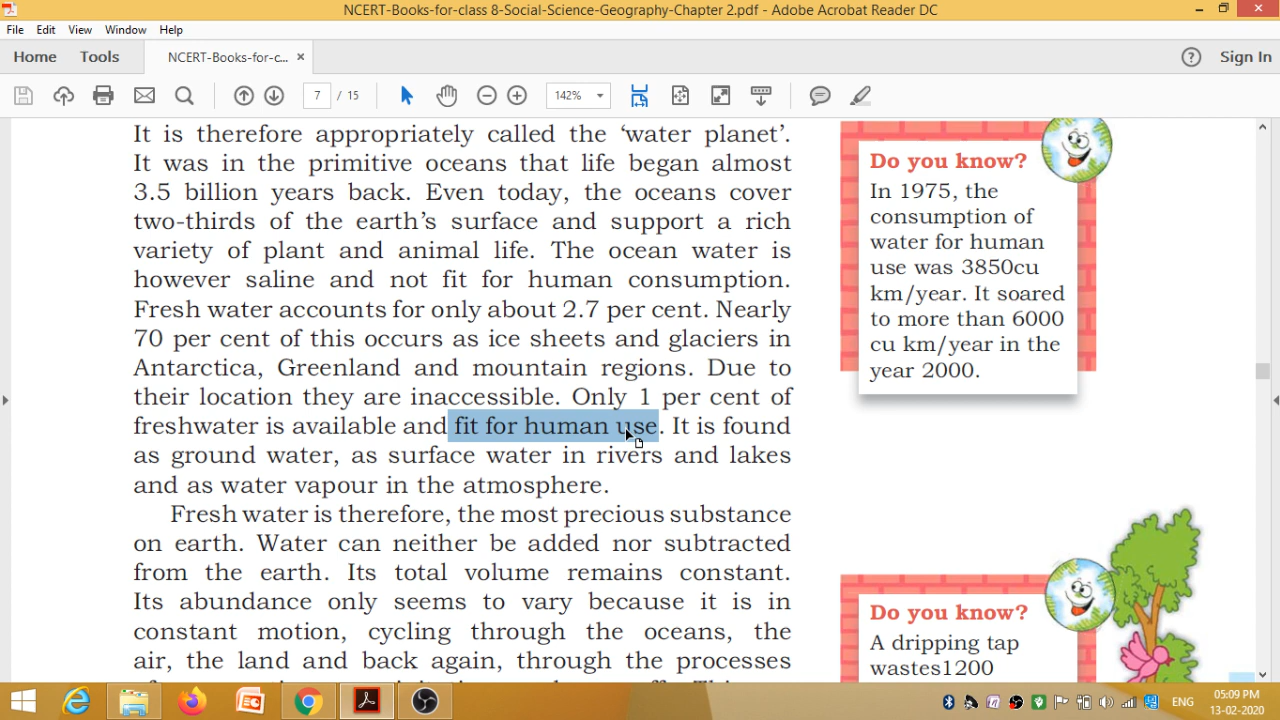 NCERT-Books-for-class 8-Social-Science-Geography-Chapter 2.pdf - Adobe Acrobat Reader DC
File Edit View Window Help
Home Tools NCERT-Books-for-c... ×
Sign In
7 / 15
142%
It is therefore appropriately called the ‘water planet’.
It was in the primitive oceans that life began almost
3.5 billion years back. Even today, the oceans cover
two-thirds of the earth’s surface and support a rich
variety of plant and animal life. The ocean water is
however saline and not fit for human consumption.
Fresh water accounts for only about 2.7 per cent. Nearly
70 per cent of this occurs as ice sheets and glaciers in
Antarctica, Greenland and mountain regions. Due to
their location they are inaccessible. Only 1 per cent of
freshwater is available and fit for human use. It is found
as ground water, as surface water in rivers and lakes
and as water vapour in the atmosphere.
Fresh water is therefore, the most precious substance
on earth. Water can neither be added nor subtracted
from the earth. Its total volume remains constant.
Its abundance only seems to vary because it is in
constant motion, cycling through the oceans, the
air, the land and back again, through the processes
Do you know?
In 1975, the
consumption of
water for human
use was 3850cu
km/year. It soared
to more than 6000
cu km/year in the
year 2000.
Do you know?
A dripping tap
wastes1200
ENG
05:09 PM
13-02-2020